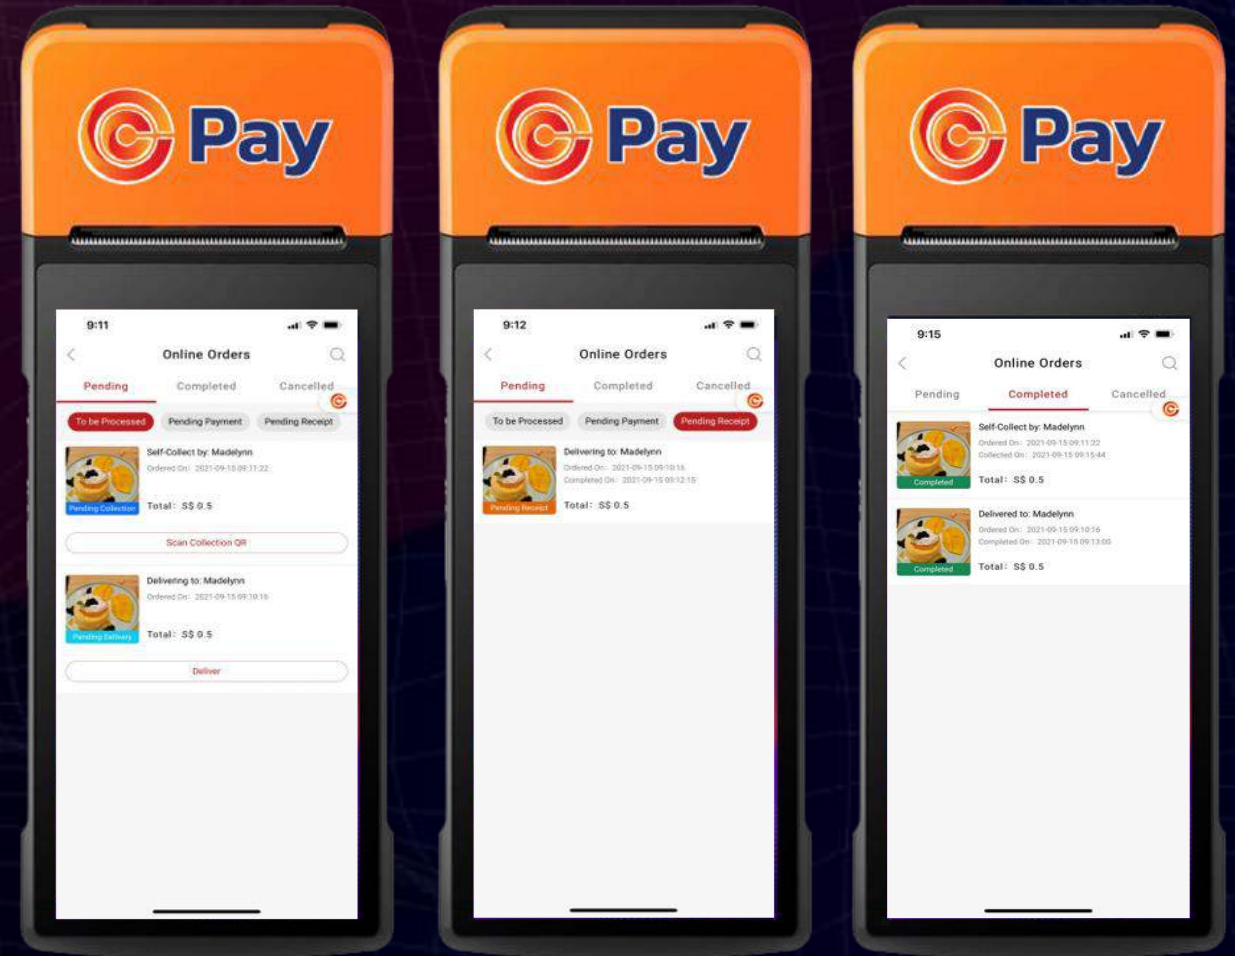 Pay
9:11
Online Orders
Pending Completed Cancelled
To be Processed Pending Payment Pending Receipt
Self-Collect by: Madelynn
Ordered On: 2021-09-15 09:11:22
Pending Collection
Total: S$ 0.5
Scan Collection QR
Delivering to: Madelynn
Ordered On: 2021-09-15 09:10:16
Pending Delivery
Total: S$ 0.5
Deliver
Pay
9:12
Online Orders
Pending Completed Cancelled
To be Processed Pending Payment Pending Receipt
Delivering to: Madelynn
Ordered On: 2021-09-15 09:10:16
Completed On: 2021-09-15 09:12:15
Pending Receipt
Total: S$ 0.5
Pay
9:15
Online Orders
Pending Completed Cancelled
Self-Collect by: Madelynn
Ordered On: 2021-09-15 09:11:22
Collected On: 2021-09-15 09:15:44
Completed
Total: S$ 0.5
Delivered to: Madelynn
Ordered On: 2021-09-15 09:10:16
Completed On: 2021-09-15 09:13:00
Completed
Total: S$ 0.5